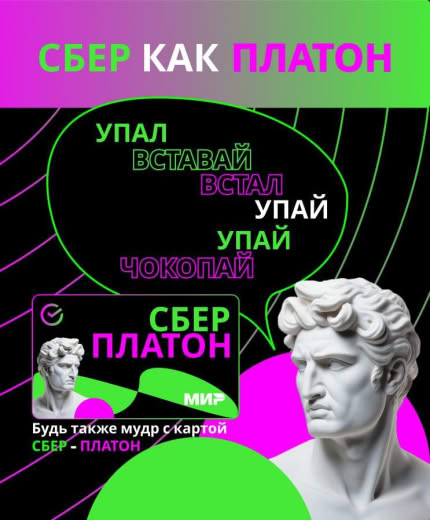 СБЕР КАК ПЛАТОН
УПАЛ
ВСТАВАЙ
ВСТАЛ
УПАЙ
УПАЙ
ЧОКОПАЙ
СБЕР
ПЛАТОН
МИР
Будь также мудр с картой
СБЕР - ПЛАТОН